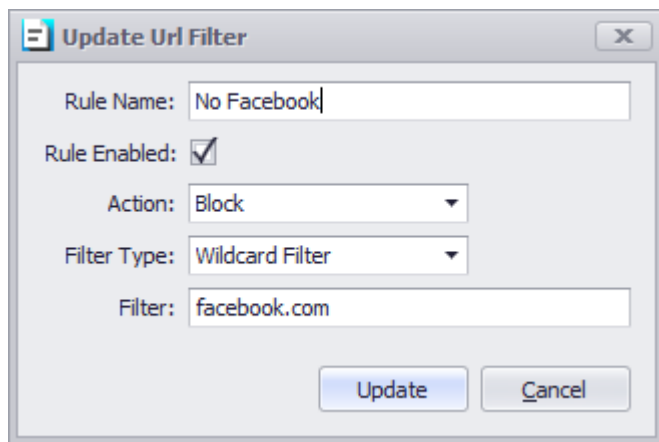 Update Url Filter
Rule Name: No Facebook
Rule Enabled:
Action: Block
Filter Type: Wildcard Filter
Filter: facebook.com
Update Cancel